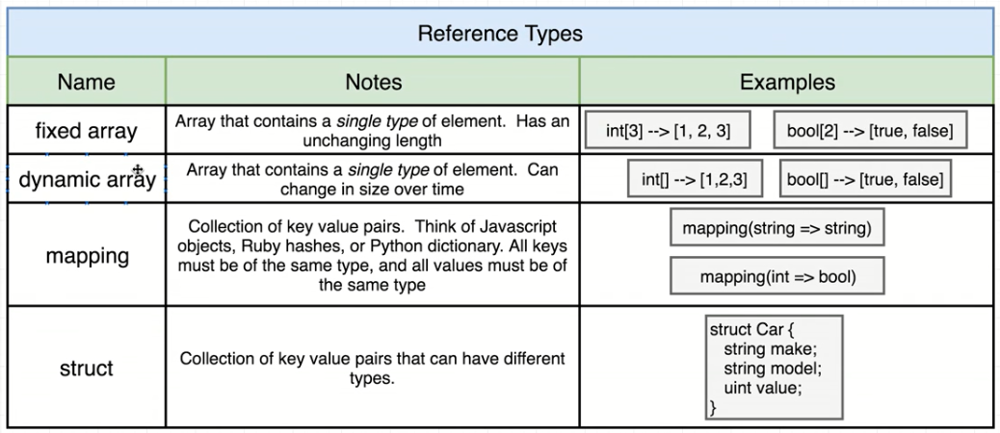 Reference Types
Name Notes Examples
fixed array
Array that contains a single type of element. Has an
unchanging length
int[3] --> [1, 2, 3]
bool[2] --> [true, false]
dynamic array
Array that contains a single type of element. Can
change in size over time
int[] --> [1,2,3]
bool[] --> [true, false]
mapping
Collection of key value pairs. Think of Javascript
objects, Ruby hashes, or Python dictionary. All keys
must be of the same type, and all values must be of
the same type
mapping(string => string)
mapping(int => bool)
struct
Collection of key value pairs that can have different
types.
struct Car {
string make;
string model;
uint value;
}